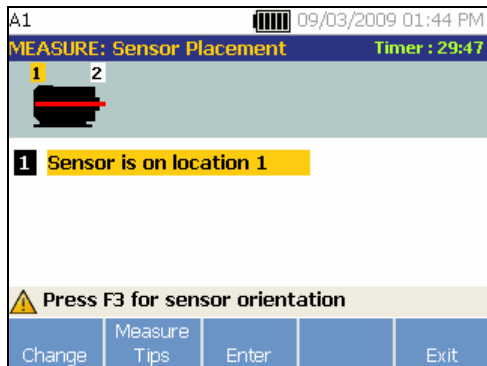 A1 09/03/2009 01:44 PM
MEASURE: Sensor Placement Timer : 29:47
1 2
1 Sensor is on location 1
Press F3 for sensor orientation
Measure
Change Tips Enter Exit